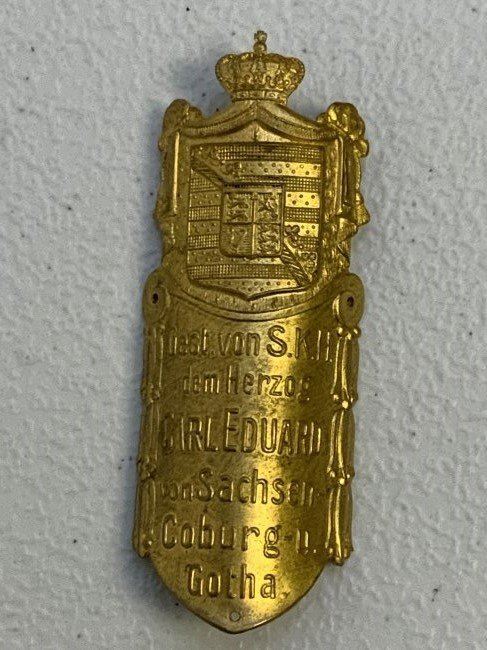 Gest. von S.K.H.
dem Herzog
CARL EDUARD
von Sachsen-
Coburg-u.
Gotha